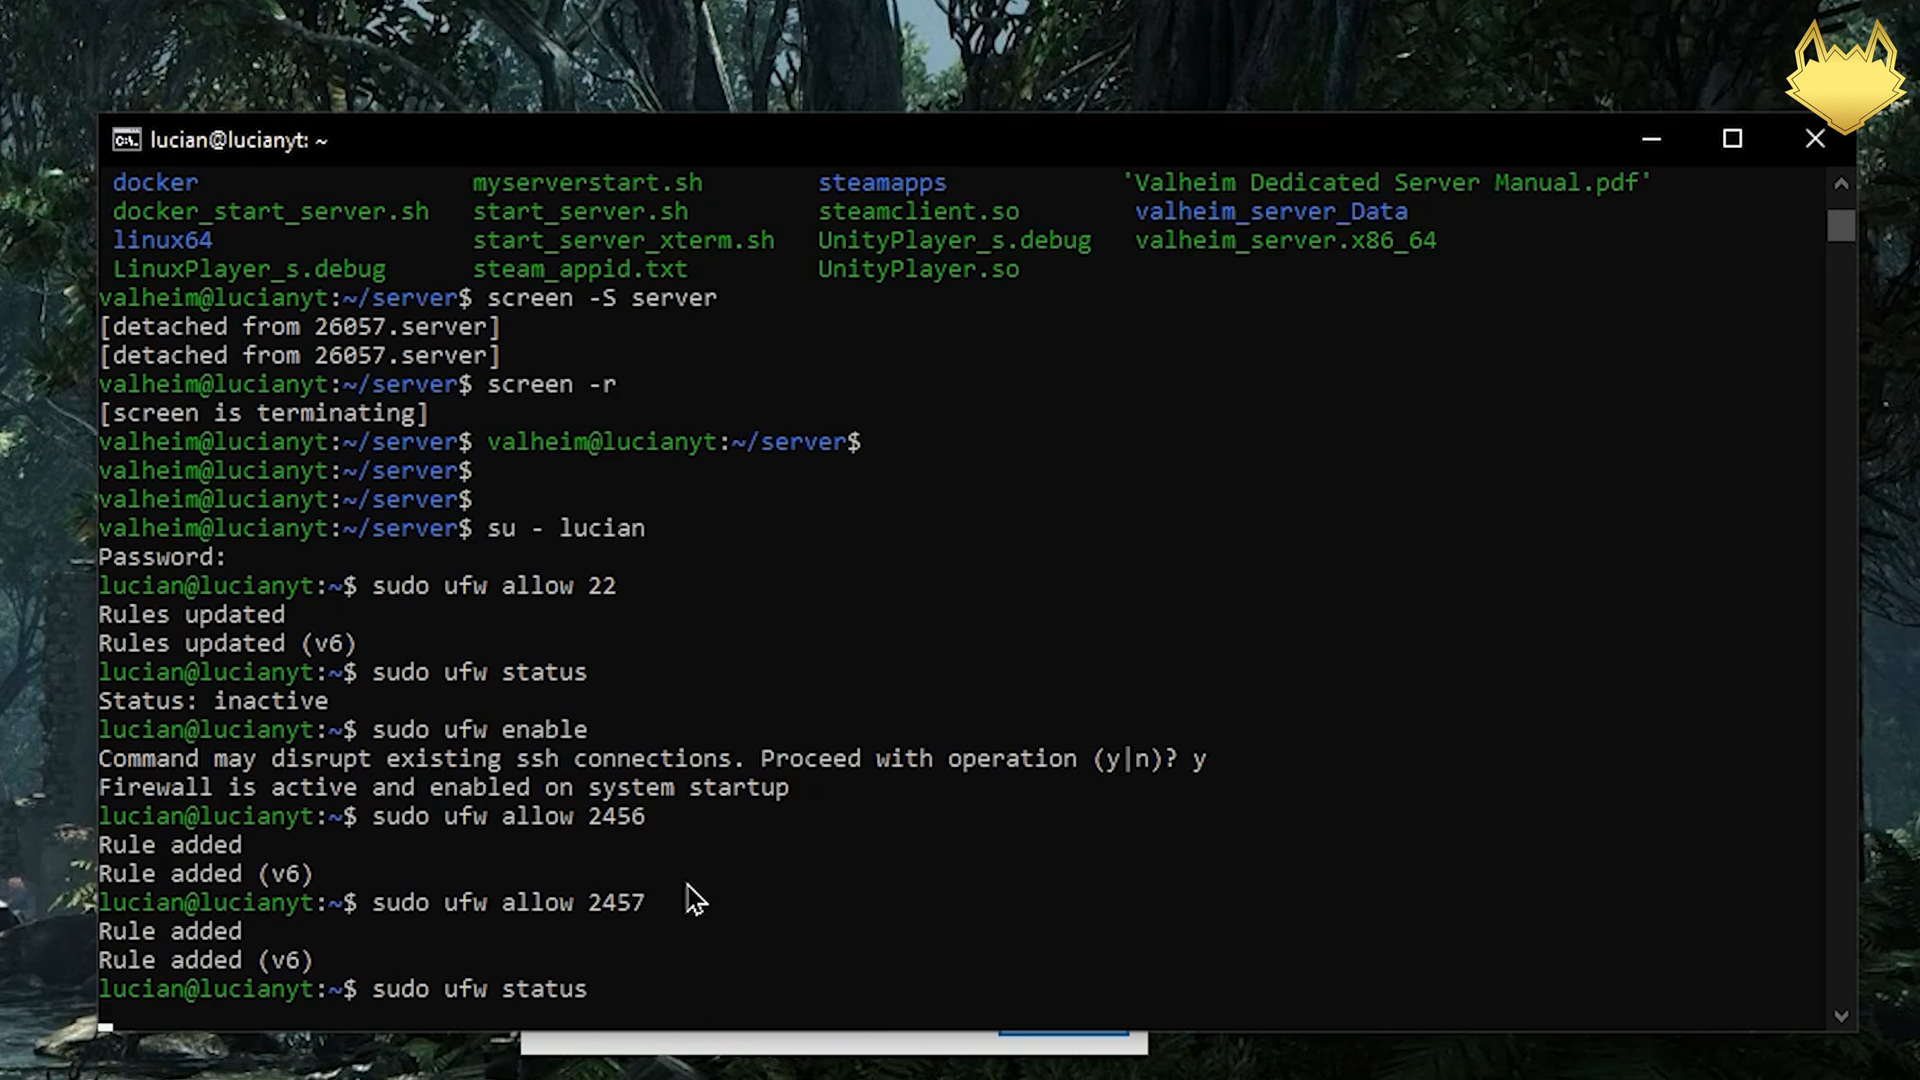 lucian@lucianyt: ~
docker myserverstart.sh steamapps 'Valheim Dedicated Server Manual.pdf'
docker_start_server.sh start_server.sh steamclient.so valheim_server_Data
linux64 start_server_xterm.sh UnityPlayer_s.debug valheim_server.x86_64
LinuxPlayer_s.debug steam_appid.txt UnityPlayer.so
valheim@lucianyt:~/server$ screen -S server
[detached from 26057.server]
[detached from 26057.server]
valheim@lucianyt:~/server$ screen -r
[screen is terminating]
valheim@lucianyt:~/server$ valheim@lucianyt:~/server$
valheim@lucianyt:~/server$
valheim@lucianyt:~/server$
valheim@lucianyt:~/server$ su - lucian
Password:
lucian@lucianyt:~$ sudo ufw allow 22
Rules updated
Rules updated (v6)
lucian@lucianyt:~$ sudo ufw status
Status: inactive
lucian@lucianyt:~$ sudo ufw enable
Command may disrupt existing ssh connections. Proceed with operation (y|n)? y
Firewall is active and enabled on system startup
lucian@lucianyt:~$ sudo ufw allow 2456
Rule added
Rule added (v6)
lucian@lucianyt:~$ sudo ufw allow 2457
Rule added
Rule added (v6)
lucian@lucianyt:~$ sudo ufw status